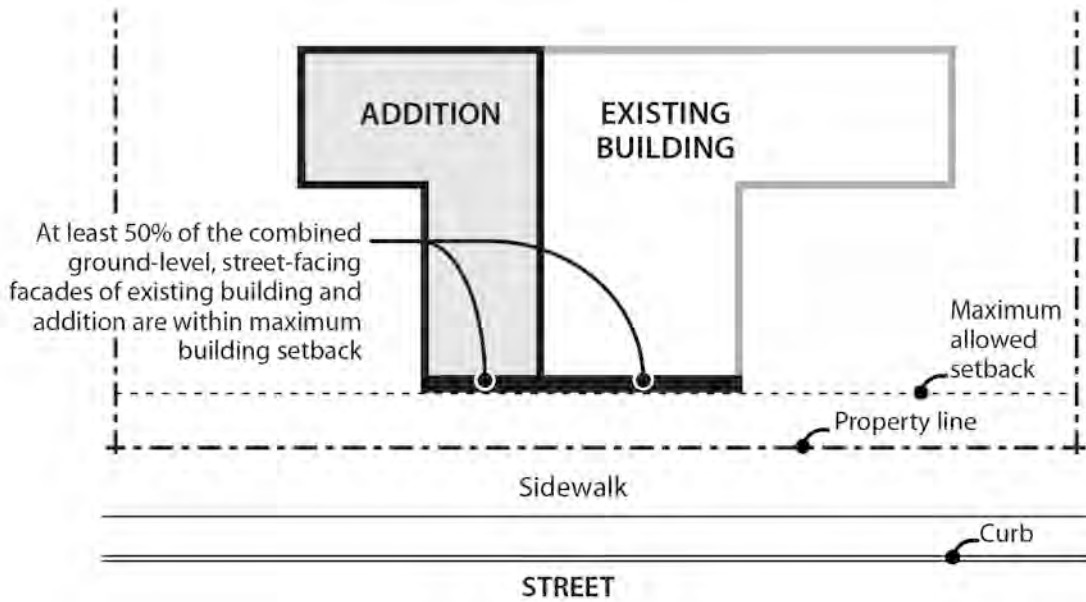 ADDITION
EXISTING
BUILDING
At least 50% of the combined
ground-level, street-facing
facades of existing building and
addition are within maximum
building setback
Maximum
allowed
setback
Property line
Sidewalk
Curb
STREET